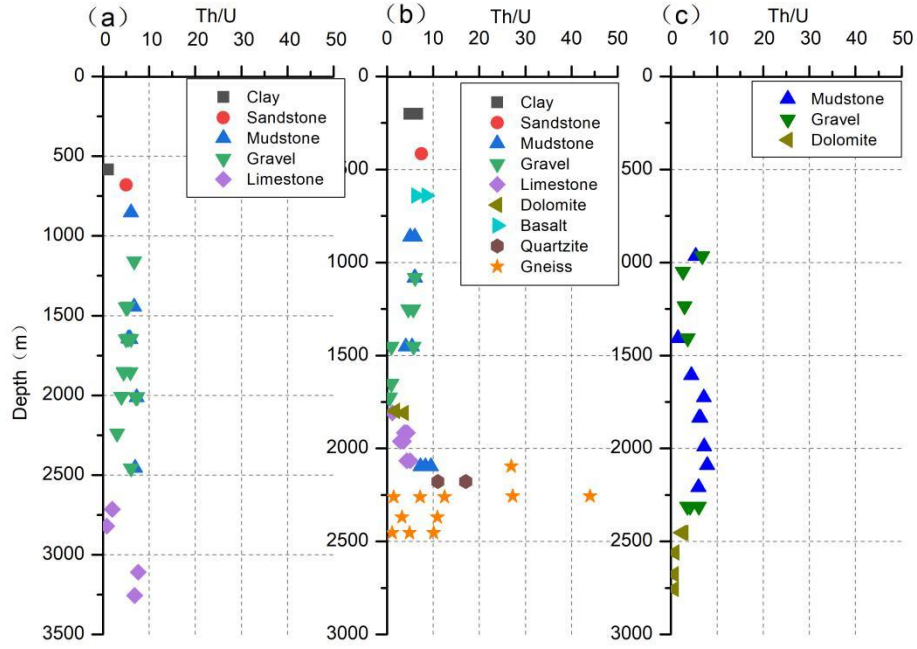 (a) Th/U
0 10 20 30 40 50
0
500
1000
1500
2000
2500
3000
3500
Depth（m）
Clay
Sandstone
Mudstone
Gravel
Limestone
(b) Th/U
0 10 20 30 40 50
0
500
1000
1500
2000
2500
3000
Clay
Sandstone
Mudstone
Gravel
Limestone
Dolomite
Basalt
Quartzite
Gneiss
(c) Th/U
0 10 20 30 40 50
0
500
000
1500
2000
2500
3000
Mudstone
Gravel
Dolomite